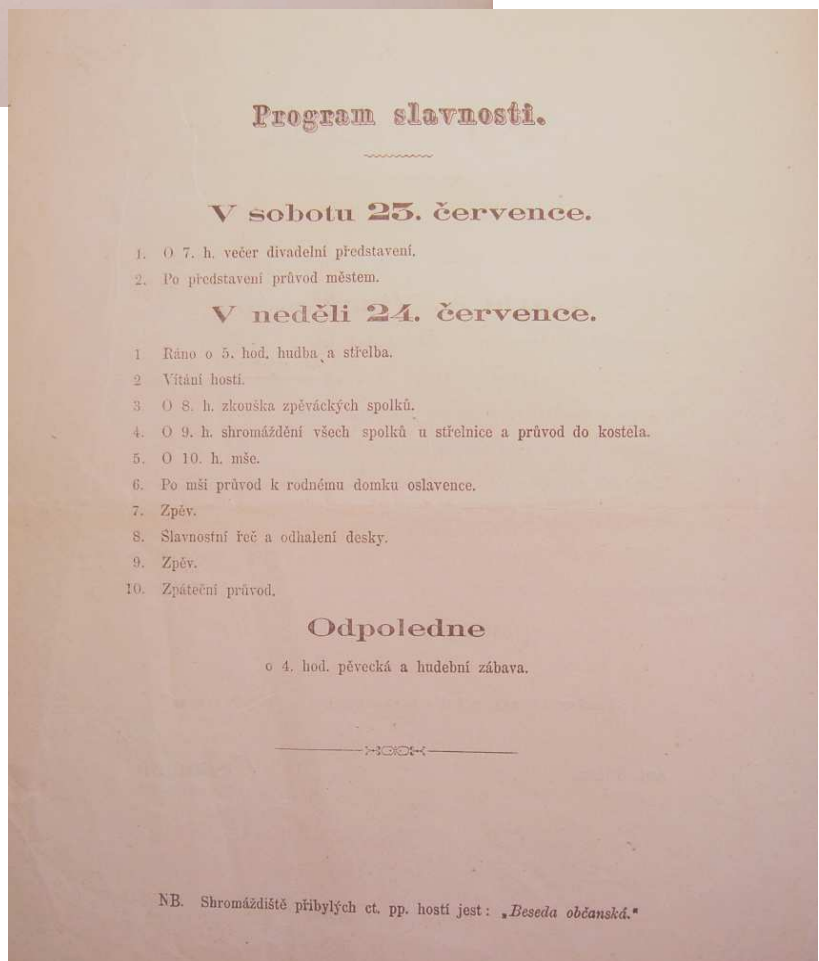 Program slavnosti.
V sobotu 23. července.
1. O 7. h. večer divadelní představení.
2. Po představení průvod městem.
V neděli 24. července.
1 Ráno o 5. hod. hudba a střelba.
2 Vítání hostí.
3. O 8. h. zkouška zpěváckých spolků.
4. O 9. h. shromáždění všech spolků u střelnice a průvod do kostela.
5. O 10. h. mše.
6. Po mši průvod k rodnému domku oslavence.
7. Zpěv.
8. Slavnostní řeč a odhalení desky.
9. Zpěv.
10. Zpáteční průvod.
Odpoledne
o 4. hod. pěvecká a hudební zábava.
NB. Shromáždiště přibylých ct. pp. hostí jest: „Beseda občanská."